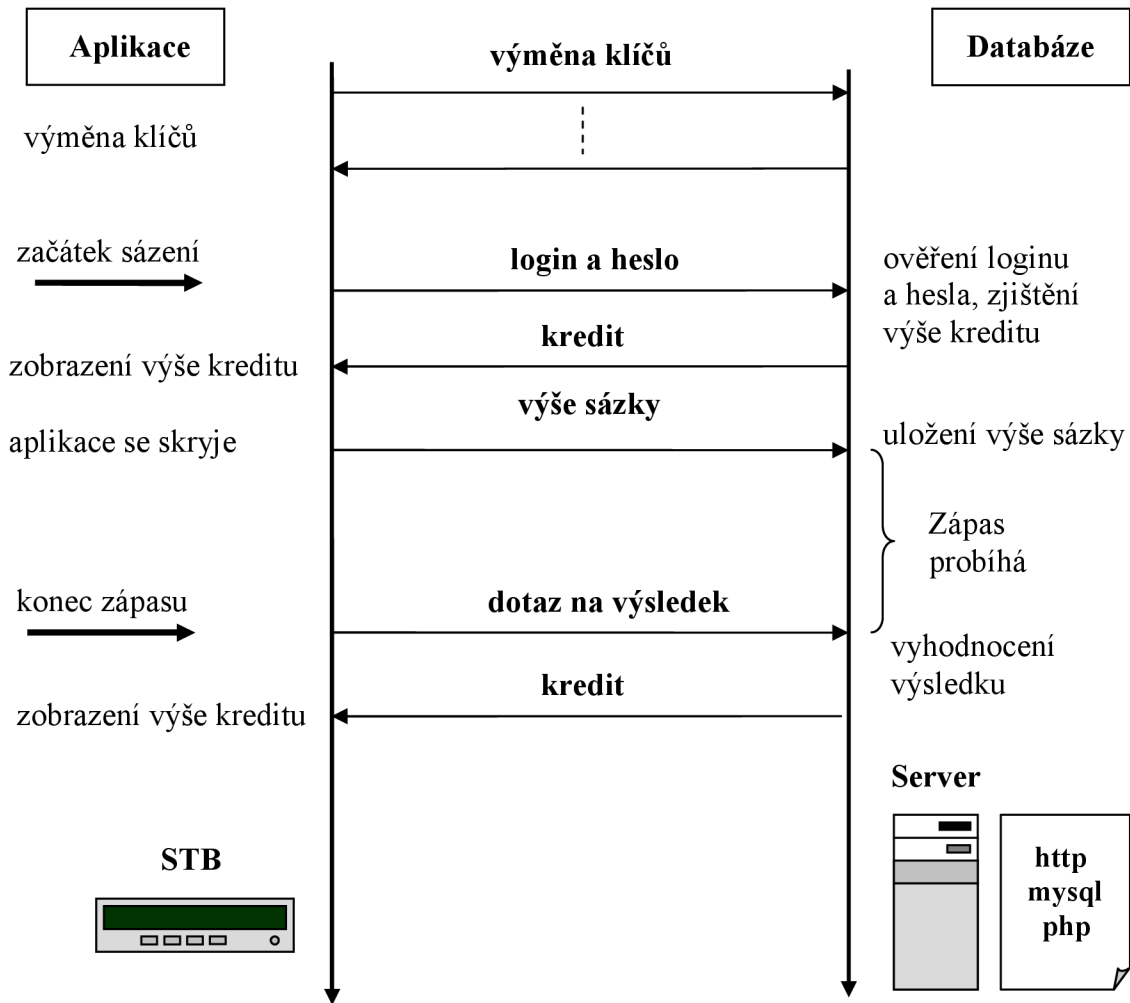 Aplikace
Databáze
výměna klíčů
výměna klíčů
začátek sázení
login a heslo
ověření loginu
a hesla, zjištění
výše kreditu
kredit
zobrazení výše kreditu
výše sázky
aplikace se skryje
uložení výše sázky
Zápas
probíhá
konec zápasu
dotaz na výsledek
vyhodnocení
výsledku
kredit
zobrazení výše kreditu
Server
STB
http
mysql
php